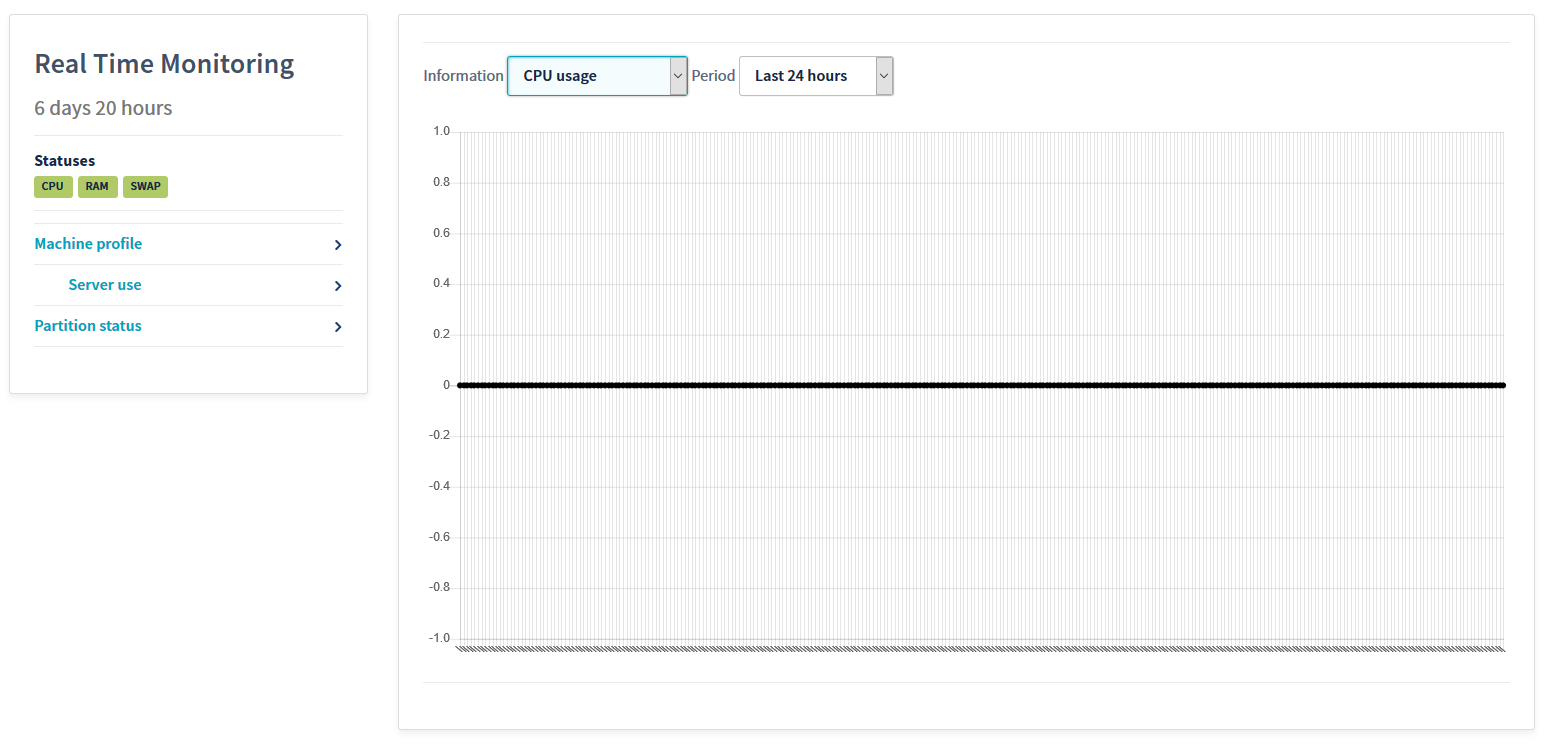 Real Time Monitoring
6 days 20 hours
Statuses
CPU RAM SWAP
Machine profile
Server use
Partition status
Information CPU usage Period Last 24 hours
1.0
0.8
0.6
0.4
0.2
0
-0.2
-0.4
-0.6
-0.8
-1.0